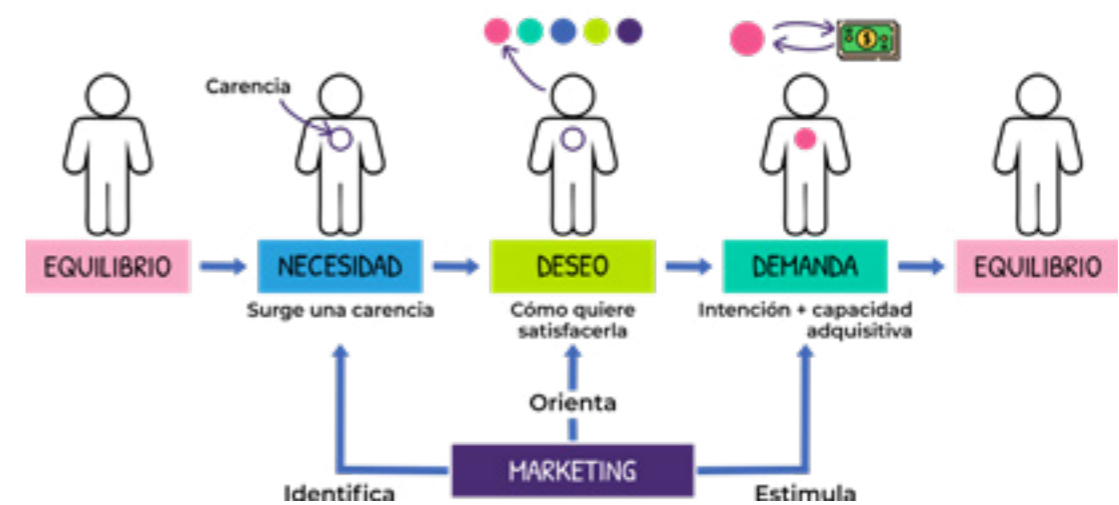 Carencia
EQUILIBRIO
NECESIDAD
DESEO
DEMANDA
EQUILIBRIO
Surge una carencia
Cómo quiere
satisfacerla
Intención + capacidad
adquisitiva
Orienta
MARKETING
Identifica
Estimula